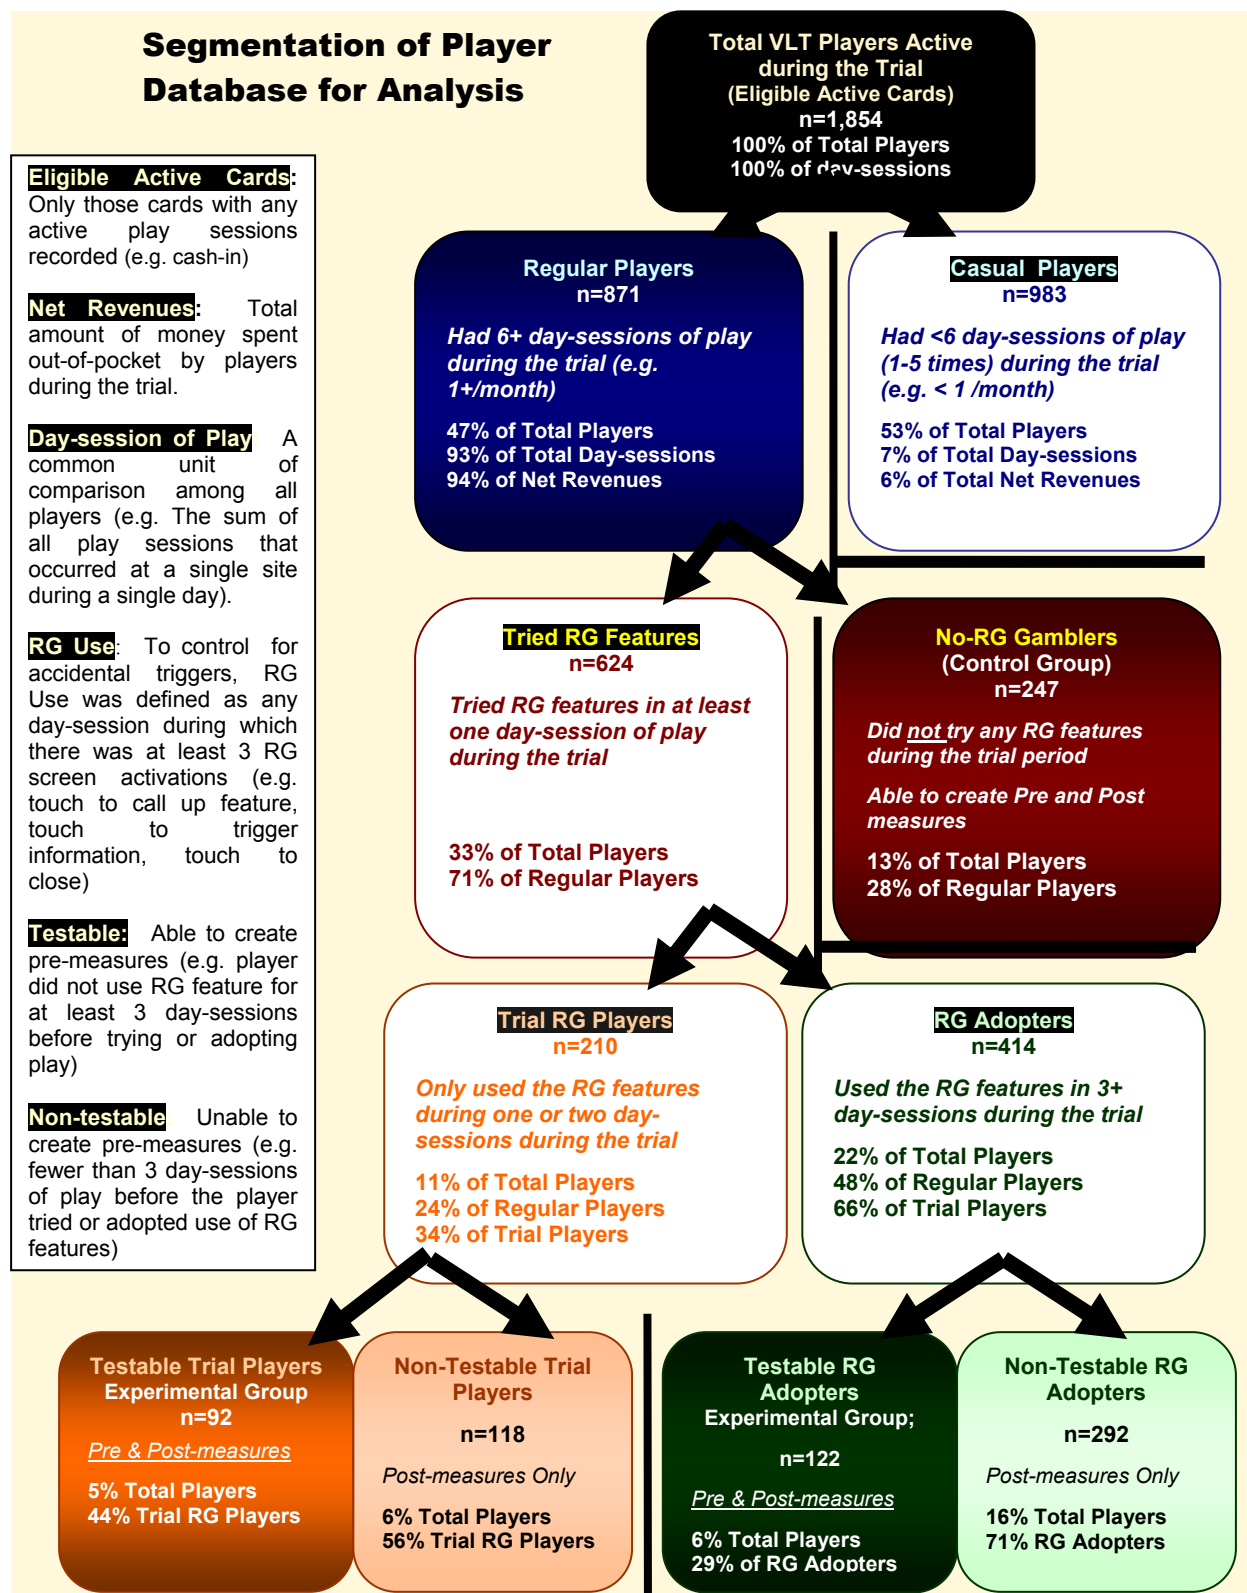 Segmentation of Player
Database for Analysis
Total VLT Players Active
during the Trial
(Eligible Active Cards)
n=1,854
100% of Total Players
100% of day-sessions
Eligible Active Cards:
Only those cards with any
active play sessions
recorded (e.g. cash-in)
Net Revenues: Total
amount of money spent
out-of-pocket by players
during the trial.
Day-session of Play: A
common unit of
comparison among all
players (e.g. The sum of
all play sessions that
occurred at a single site
during a single day).
RG Use: To control for
accidental triggers, RG
Use was defined as any
day-session during which
there was at least 3 RG
screen activations (e.g.
touch to call up feature,
touch to trigger
information, touch to
close)
Testable: Able to create
pre-measures (e.g. player
did not use RG feature for
at least 3 day-sessions
before trying or adopting
play)
Non-testable: Unable to
create pre-measures (e.g.
fewer than 3 day-sessions
of play before the player
tried or adopted use of RG
features)
Regular Players
n=871
Had 6+ day-sessions of play
during the trial (e.g.
1+/month)
47% of Total Players
93% of Total Day-sessions
94% of Net Revenues
Casual Players
n=983
Had <6 day-sessions of play
(1-5 times) during the trial
(e.g. < 1 /month)
53% of Total Players
7% of Total Day-sessions
6% of Total Net Revenues
Tried RG Features
n=624
Tried RG features in at least
one day-session of play
during the trial
33% of Total Players
71% of Regular Players
No-RG Gamblers
(Control Group)
n=247
Did not try any RG features
during the trial period
Able to create Pre and Post
measures
13% of Total Players
28% of Regular Players
Trial RG Players
n=210
Only used the RG features
during one or two day-
sessions during the trial
11% of Total Players
24% of Regular Players
34% of Trial Players
RG Adopters
n=414
Used the RG features in 3+
day-sessions during the trial
22% of Total Players
48% of Regular Players
66% of Trial Players
Testable Trial Players
Experimental Group
n=92
Pre & Post-measures
5% Total Players
44% Trial RG Players
Non-Testable Trial
Players
n=118
Post-measures Only
6% Total Players
56% Trial RG Players
Testable RG
Adopters
Experimental Group;
n=122
Pre & Post-measures
6% Total Players
29% of RG Adopters
Non-Testable RG
Adopters
n=292
Post-measures Only
16% Total Players
71% RG Adopters